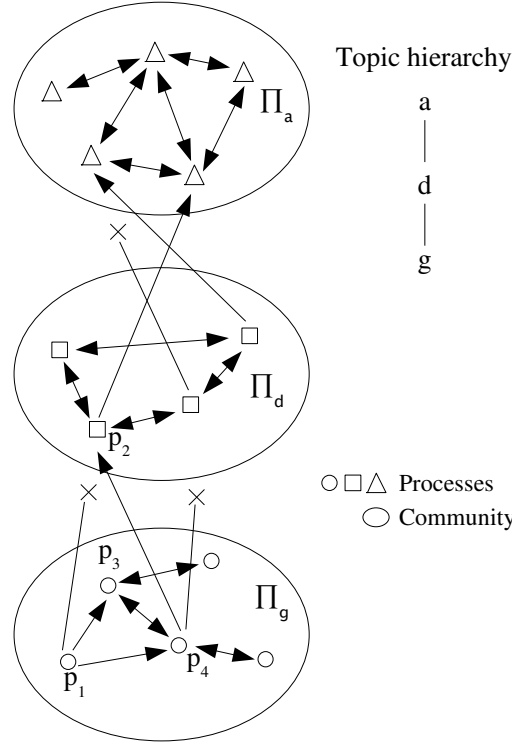 Topic hierarchy
a
d
g
Πa
Πd
p2
Processes
Community
p3
Πg
p4
p1